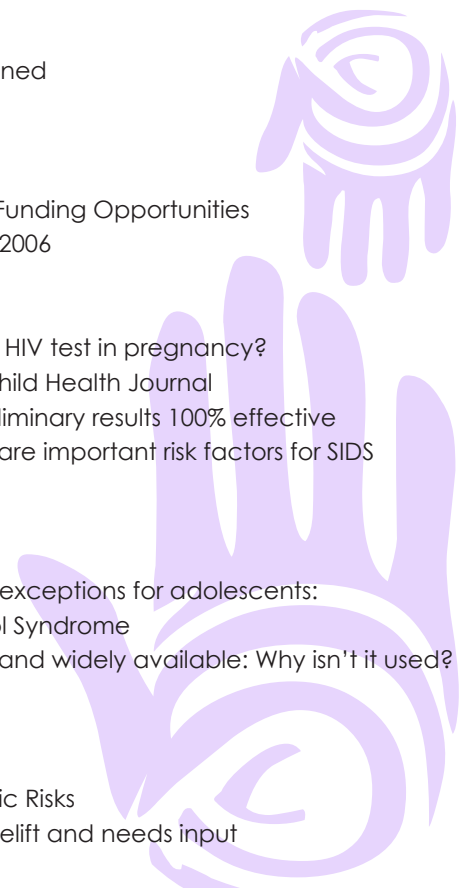 ned
Funding Opportunities
2006
HIV test in pregnancy?
hild Health Journal
liminary results 100% effective
are important risk factors for SIDS
exceptions for adolescents:
ol Syndrome
and widely available: Why isn't it used?
ic Risks
elift and needs input